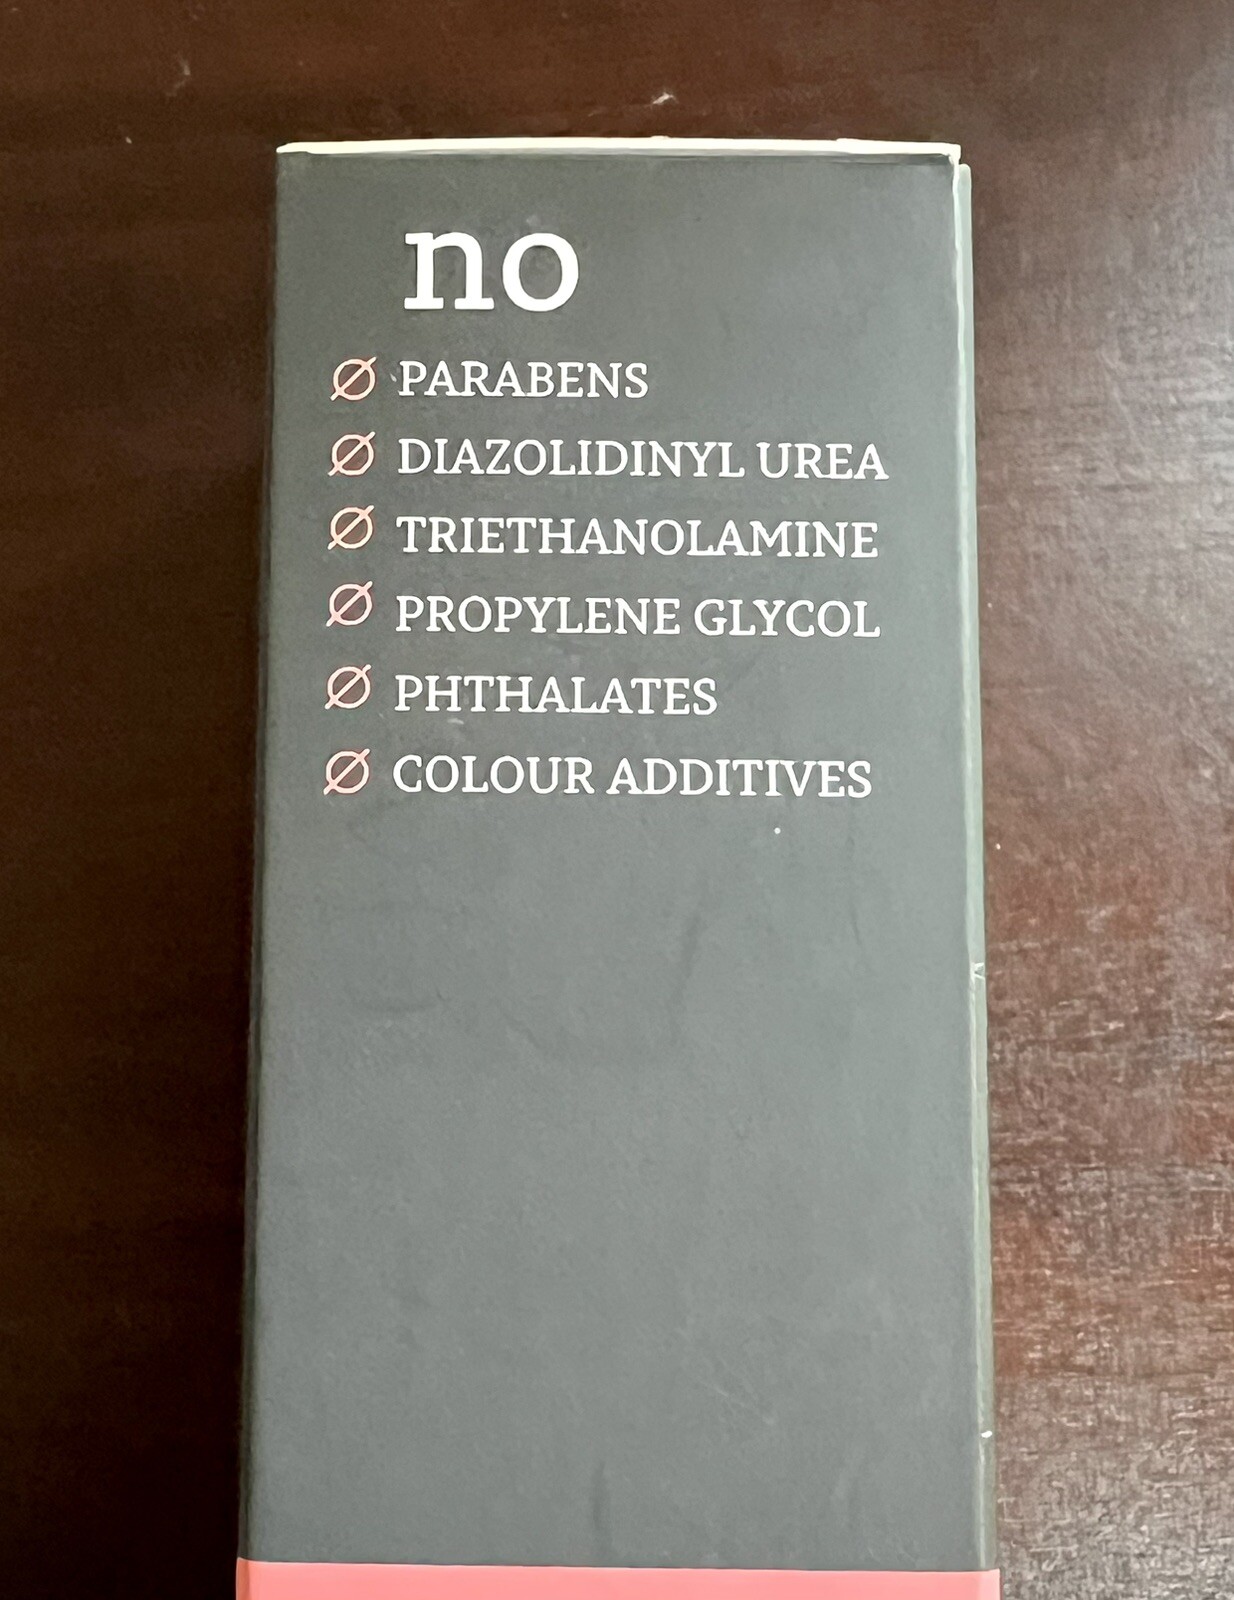 no
Ø PARABENS
Ø DIAZOLIDINYL UREA
Ø TRIETHANOLAMINE
Ø PROPYLENE GLYCOL
Ø PHTHALATES
Ø COLOUR ADDITIVES